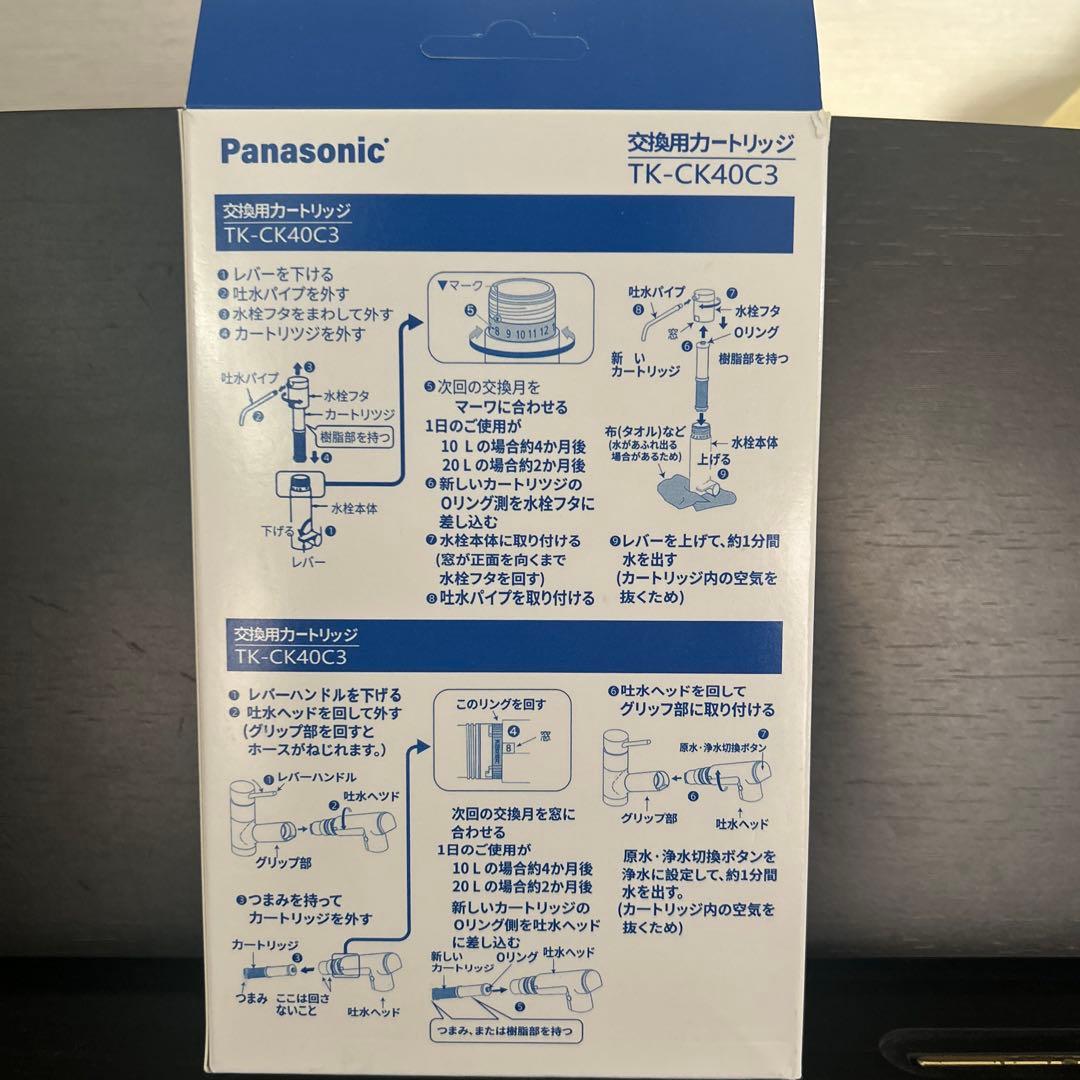 Panasonic
交換用カートリッジ
TK-CK40C3
交換用カートリッジ
TK-CK40C3
❶レバーを下げる
❷吐水パイプを外す
❸水栓フタをまわして外す
❹カートリツジを外す
❸
吐水パイプ
❷
水栓フタ
カートリツジ
樹脂部を持つ
❹
水栓本体
下げる
❶
レバー
▼マーク
❺
8 9 10 11 12 1
❺次回の交換月を
マーワに合わせる
1日のご使用が
10 Lの場合約4か月後
20 Lの場合約2か月後
❻新しいカートリツジの
Oリング測を水栓フタに
差し込む
❼水栓本体に取り付ける
(窓が正面を向くまで
水栓フタを回す)
❽吐水パイプを取り付ける
吐水パイプ
❼
❽
水栓フタ
窓
Oリング
❻
新 い
カートリッジ
樹脂部を持つ
布(タオル)など
(水があふれ出る
場合があるため)
水栓本体
上げる
❾
❾レバーを上げて、約1分間
水を出す
(カートリッジ内の空気を
抜くため)
交換用カートリッジ
TK-CK40C3
❶ レバーハンドルを下げる
❷ 吐水ヘッドを回して外す
(グリップ部を回すと
ホースがねじれます。)
❶レバーハンドル
吐水ヘツド
❷
グリップ部
❸つまみを持って
カートリッジを外す
カートリッジ
❸
つまみ
ここは回さ
ないこと
吐水ヘッド
このリングを回す
❹
窓
8
次回の交換月を窓に
合わせる
1日のご使用が
10 Lの場合約4か月後
20 Lの場合約2か月後
新しいカートリッジの
Oリング側を吐水ヘッド
に差し込む
新しい
カートリッジ
Oリング
吐水ヘッド
❺
つまみ、または樹脂部を持つ
❻吐水ヘッドを回して
グリッフ部に取り付ける
❼
原水・浄水切換ボタン
❻
グリップ部
吐水ヘッド
原水・浄水切換ボタンを
浄水に設定して、約1分間
水を出す。
(カートリッジ内の空気を
抜くため)